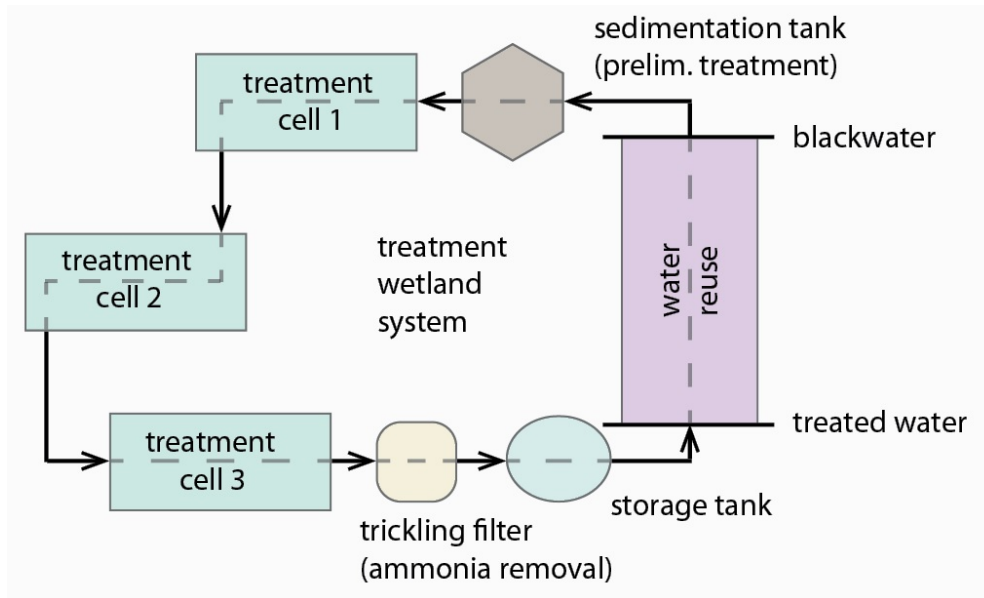 sedimentation tank
(prelim. treatment)
treatment
cell 1
blackwater
treatment
cell 2
treatment
wetland
system
water
reuse
treated water
treatment
cell 3
storage tank
trickling filter
(ammonia removal)